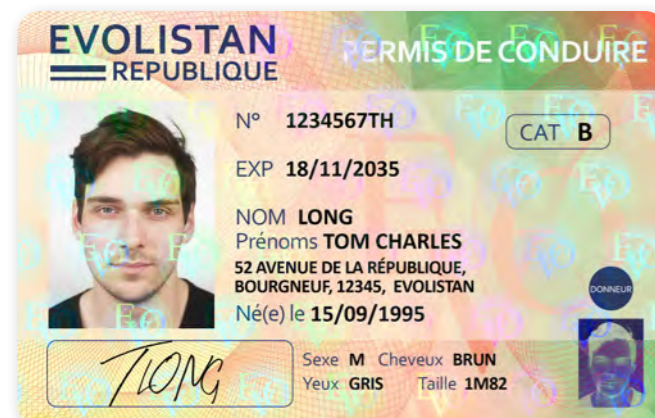 EVOLISTAN
REPUBLIQUE
PERMIS DE CONDUIRE
N° 1234567TH
CAT B
EXP 18/11/2035
NOM LONG
Prénoms TOM CHARLES
52 AVENUE DE LA RÉPUBLIQUE,
BOURGNEUF, 12345, EVOLISTAN
DONNEUR
Né(e) le 15/09/1995
TLONG
Sexe M Cheveux BRUN
Yeux GRIS Taille 1M82